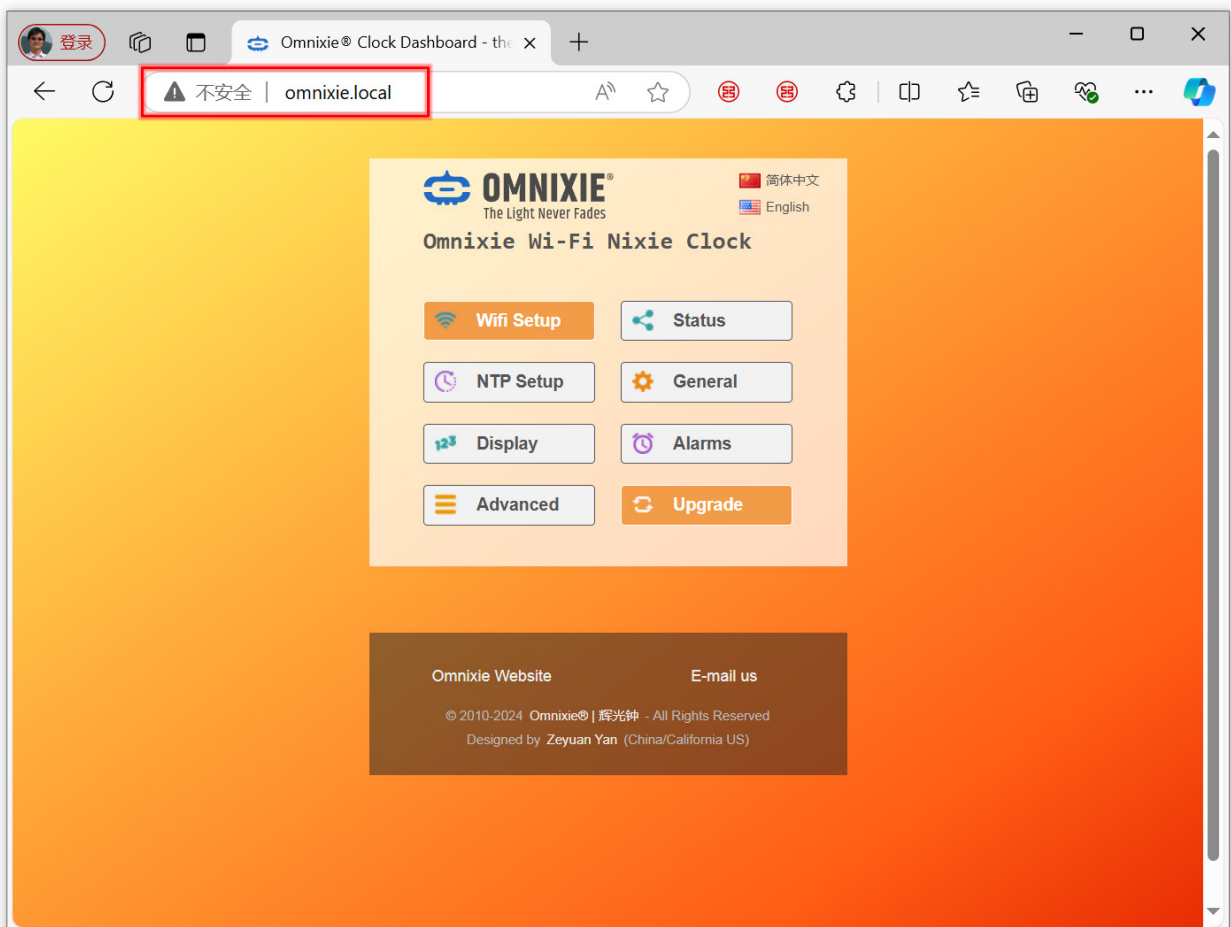 登录
Omnixie® Clock Dashboard - the
不安全
omnixie.local
OMNIXIE®
The Light Never Fades
简体中文
English
Omnixie Wi-Fi Nixie Clock
Wifi Setup
Status
NTP Setup
General
123 Display
Alarms
Advanced
Upgrade
Omnixie Website
E-mail us
© 2010-2024 Omnixie® | 辉光钟 - All Rights Reserved
Designed by Zeyuan Yan (China/California US)